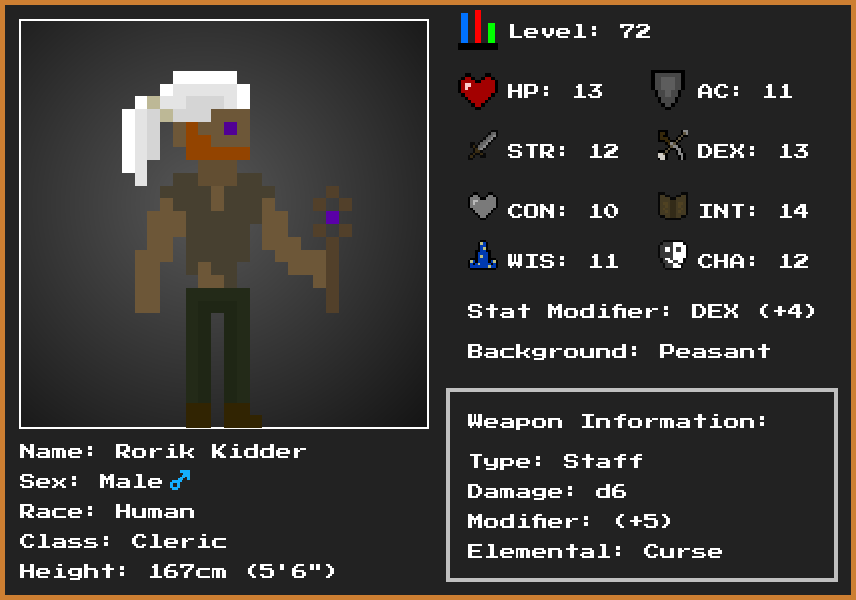 Level: 72
HP: 13 AC: 11
STR: 12 DEX: 13
CON: 10 INT: 14
WIS: 11 CHA: 12
Stat Modifier: DEX (+4)
Background: Peasant
Weapon Information:
Type: Staff
Damage: d6
Modifier: (+5)
Elemental: Curse
Name: Rorik Kidder
Sex: Male♂
Race: Human
Class: Cleric
Height: 167cm (5'6")